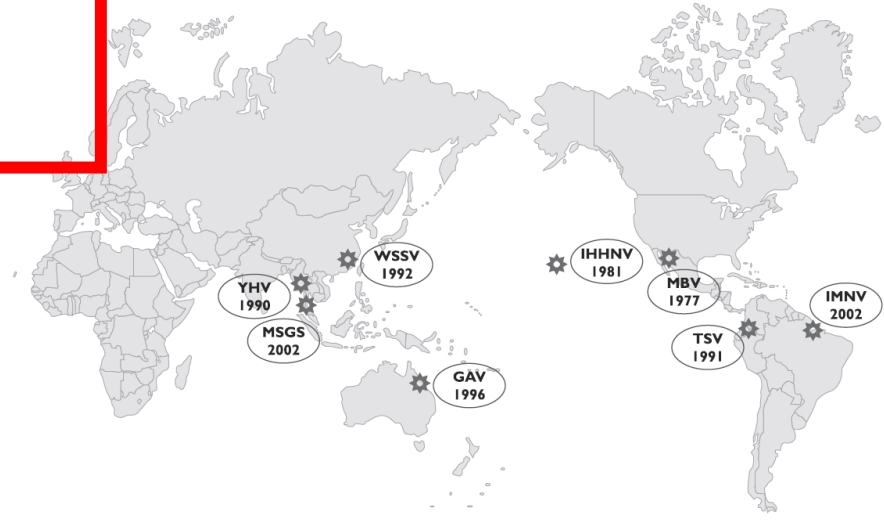 WSSV
1992
YHV
1990
MSGS
2002
GAV
1996
IHHNV
1981
MBV
1977
TSV
1991
IMNV
2002